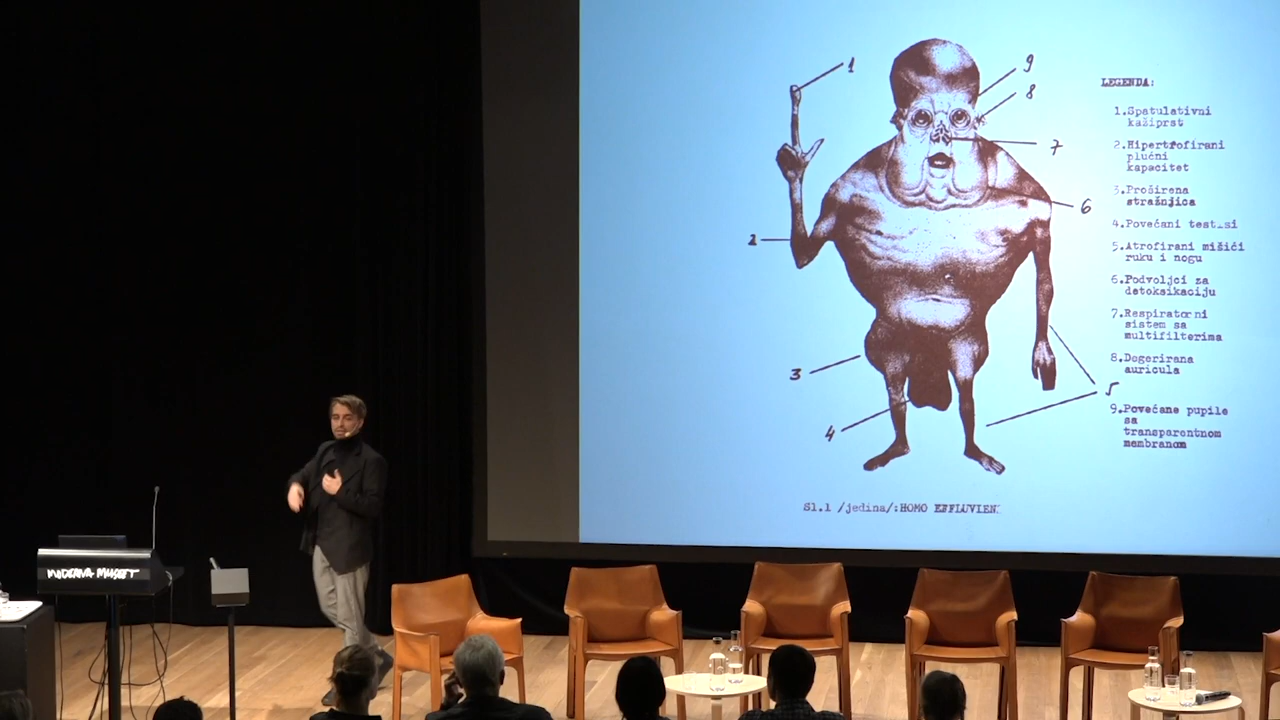 1
9
8
7
6
2
3
4
5
LEGENDA:
1.Spatulativni
kažiprst
2.Hipertrofirani
plućni
kapacitet
3.Proširena
stražnjica
4.Povećani testisi
5.Atrofirani mišići
ruku i nogu
6.Podvoljci za
detoksikaciju
7.Respiratorni
sistem sa
multifilterima
8.Degerirana
auricula
9.Povećane pupile
sa
transparentnom
membranom
Sl.1 /jedina/:HOMO EFFLUVIENS
MODERNA MUSEET